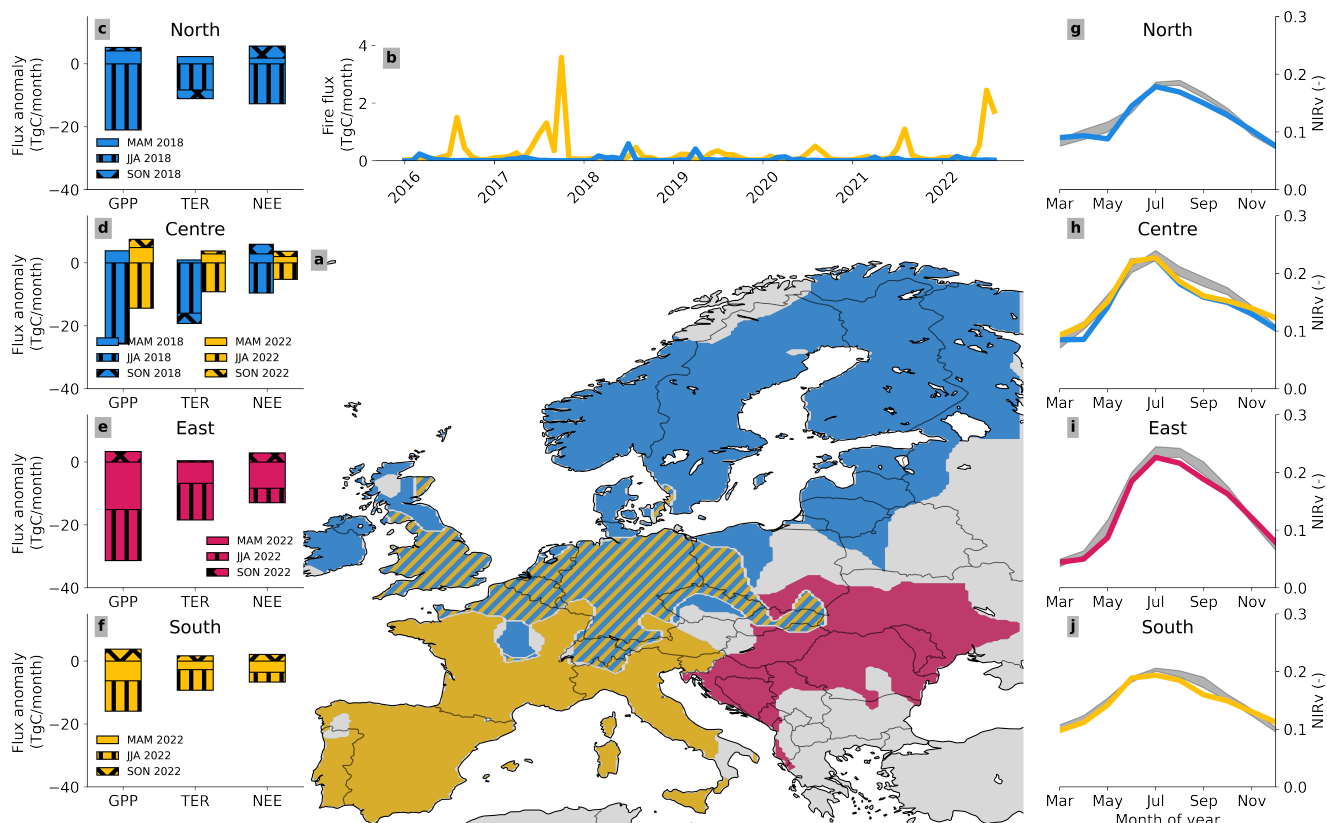 c
North
Flux anomaly
(TgC/month)
0
−20
−40
MAM 2018
JJA 2018
SON 2018
GPP
TER
NEE
b
Fire flux
(TgC/month)
4
2
0
2016
2017
2018
2019
2020
2021
2022
g
North
0.3
0.2
0.1
0.0
NIRv (-)
Mar
May
Jul
Sep
Nov
d
Centre
Flux anomaly
(TgC/month)
0
−20
−40
MAM 2018
JJA 2018
SON 2018
MAM 2022
JJA 2022
SON 2022
GPP
TER
NEE
a
h
Centre
0.3
0.2
0.1
0.0
NIRv (-)
Mar
May
Jul
Sep
Nov
e
East
Flux anomaly
(TgC/month)
0
−20
−40
MAM 2022
JJA 2022
SON 2022
GPP
TER
NEE
i
East
0.3
0.2
0.1
0.0
NIRv (-)
Mar
May
Jul
Sep
Nov
f
South
Flux anomaly
(TgC/month)
0
−20
−40
MAM 2022
JJA 2022
SON 2022
GPP
TER
NEE
j
South
0.3
0.2
0.1
0.0
NIRv (-)
Mar
May
Jul
Sep
Nov
Month of year